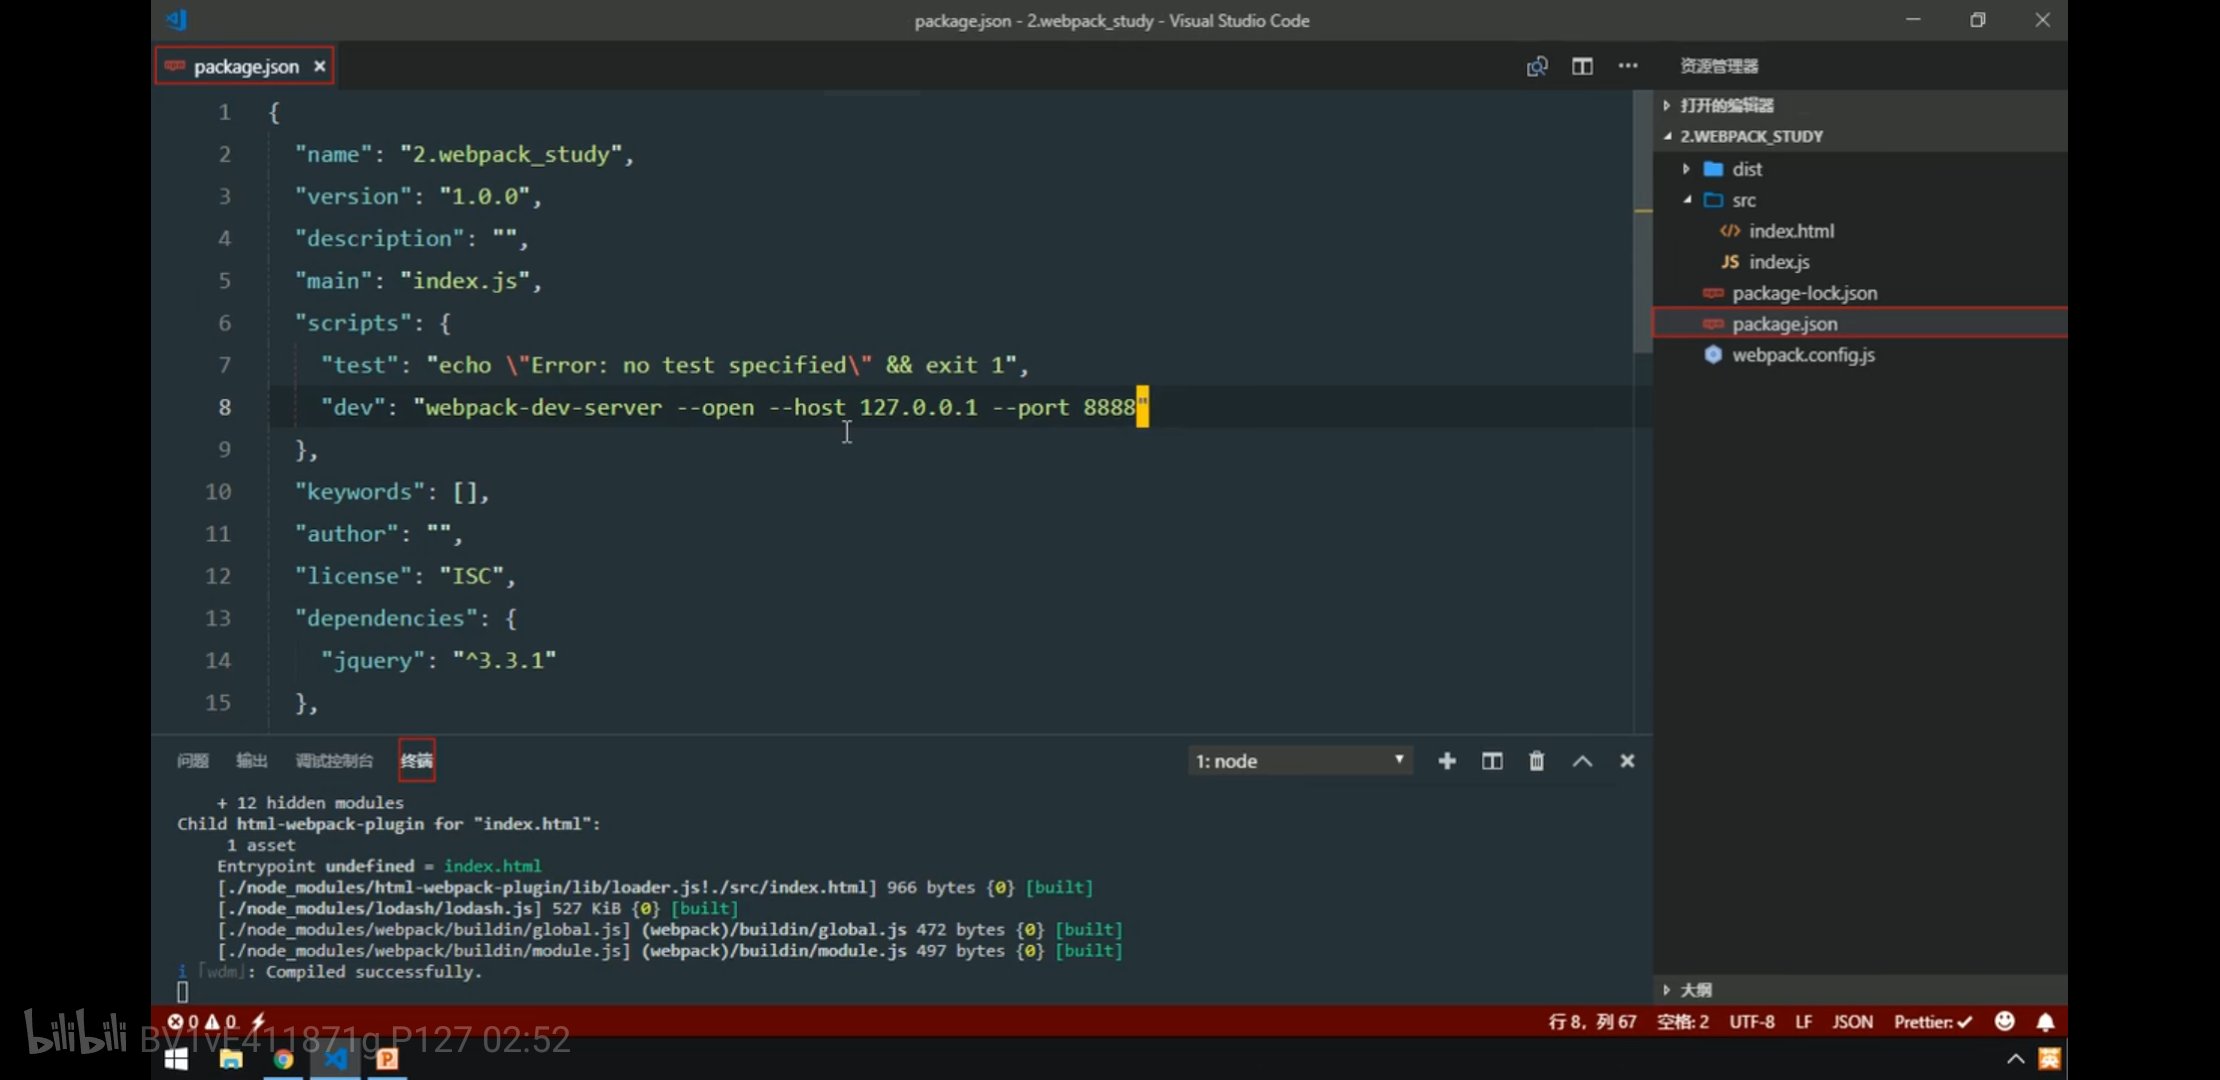 package.json - 2.webpack_study - Visual Studio Code
package.json
资源管理器
1 {
2 "name": "2.webpack_study",
3 "version": "1.0.0",
4 "description": "",
5 "main": "index.js",
6 "scripts": {
7 "test": "echo \"Error: no test specified\" && exit 1",
8 "dev": "webpack-dev-server --open --host 127.0.0.1 --port 8888"
9 },
10 "keywords": [],
11 "author": "",
12 "license": "ISC",
13 "dependencies": {
14 "jquery": "^3.3.1"
15 },
打开的编辑器
2.WEBPACK_STUDY
dist
src
</> index.html
JS index.js
package-lock.json
package.json
webpack.config.js
大纲
问题 输出 调试控制台 终端 1: node
+ 12 hidden modules
Child html-webpack-plugin for "index.html":
1 asset
Entrypoint undefined = index.html
[./node_modules/html-webpack-plugin/lib/loader.js!./src/index.html] 966 bytes {0} [built]
[./node_modules/lodash/lodash.js] 527 KiB {0} [built]
[./node_modules/webpack/buildin/global.js] (webpack)/buildin/global.js 472 bytes {0} [built]
[./node_modules/webpack/buildin/module.js] (webpack)/buildin/module.js 497 bytes {0} [built]
i ｢wdm｣: Compiled successfully.
0 0 行 8，列 67 空格: 2 UTF-8 LF JSON Prettier: ✓
bilibili BV1vE411871g P127 02:52
英